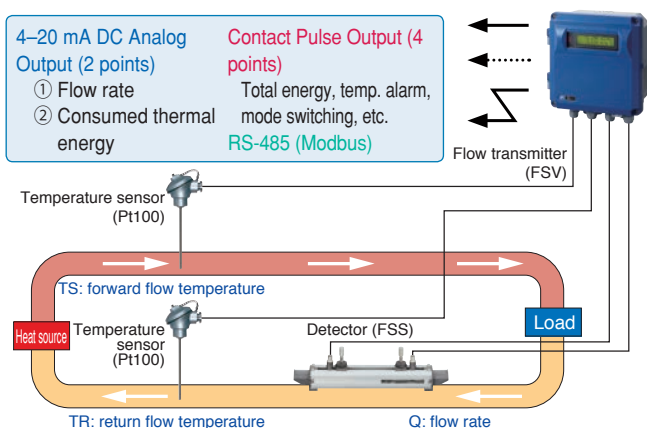 4–20 mA DC Analog
Output (2 points)
① Flow rate
② Consumed thermal
energy
Contact Pulse Output (4
points)
Total energy, temp. alarm,
mode switching, etc.
RS-485 (Modbus)
Flow transmitter
(FSV)
Temperature sensor
(Pt100)
TS: forward flow temperature
Heat source
Temperature
sensor
(Pt100)
Detector (FSS)
Load
TR: return flow temperature
Q: flow rate